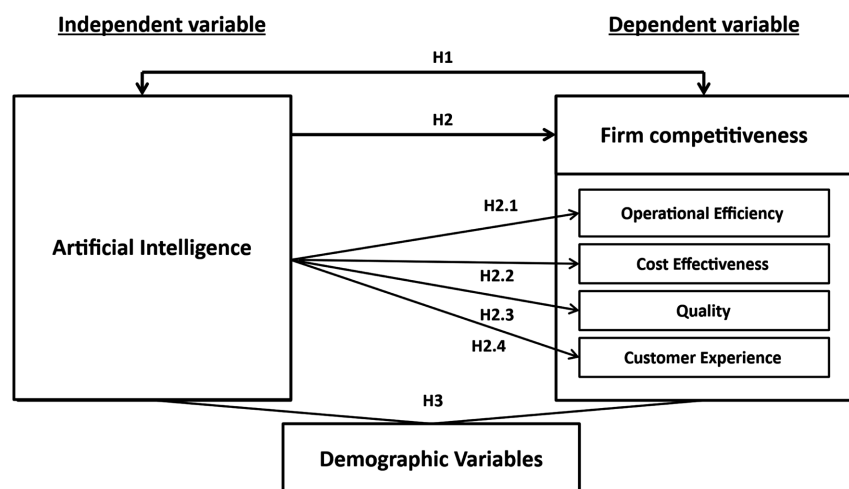 Independent variable
Dependent variable
H1
H2
Firm competitiveness
H2.1
Operational Efficiency
Artificial Intelligence
Cost Effectiveness
H2.2
Quality
H2.3
H2.4
Customer Experience
H3
Demographic Variables